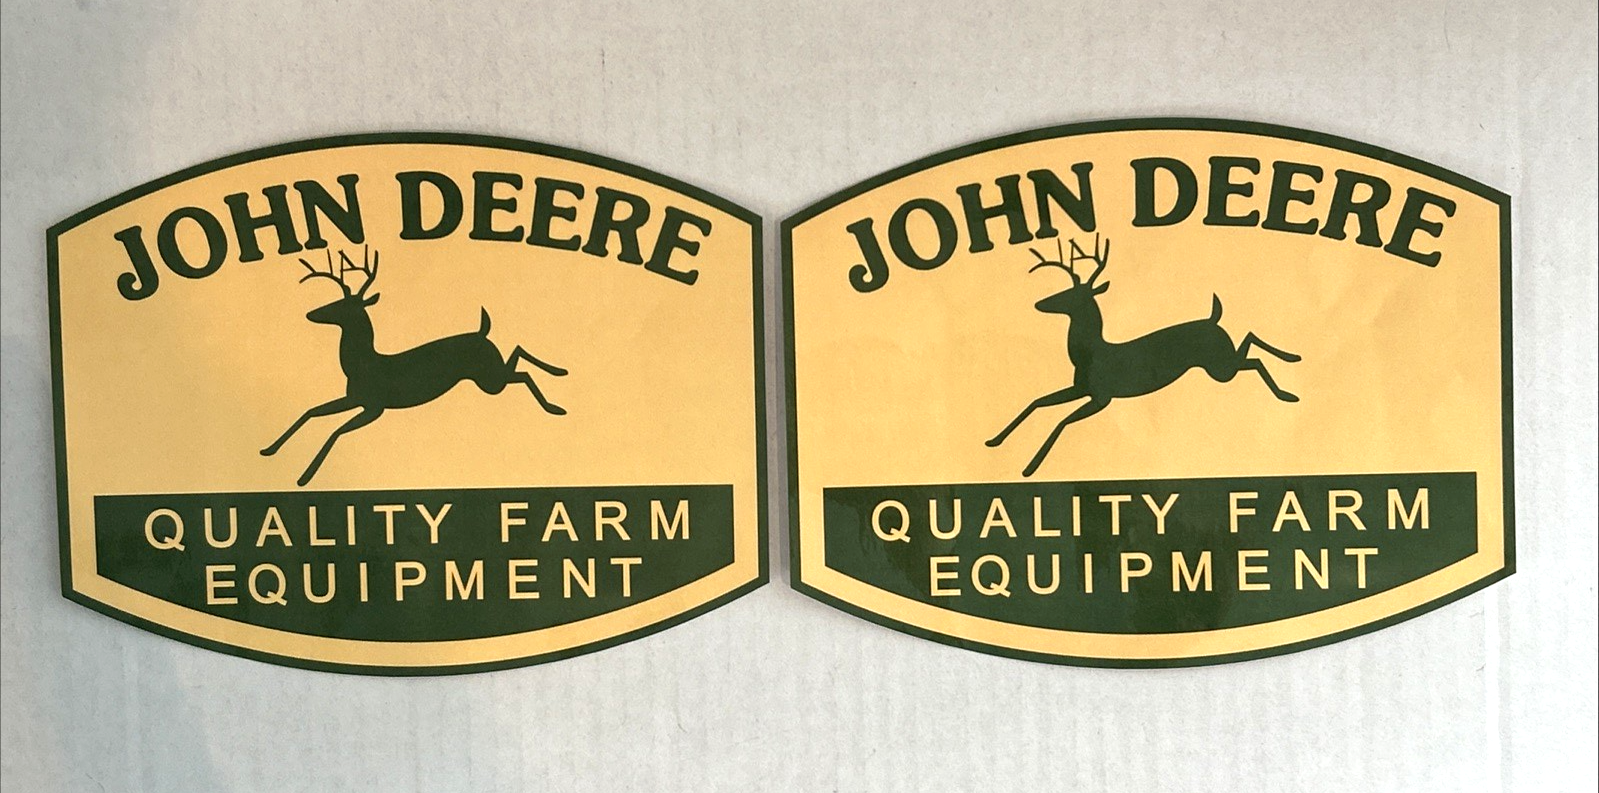 JOHN DEERE
QUALITY FARM
EQUIPMENT
JOHN DEERE
QUALITY FARM
EQUIPMENT